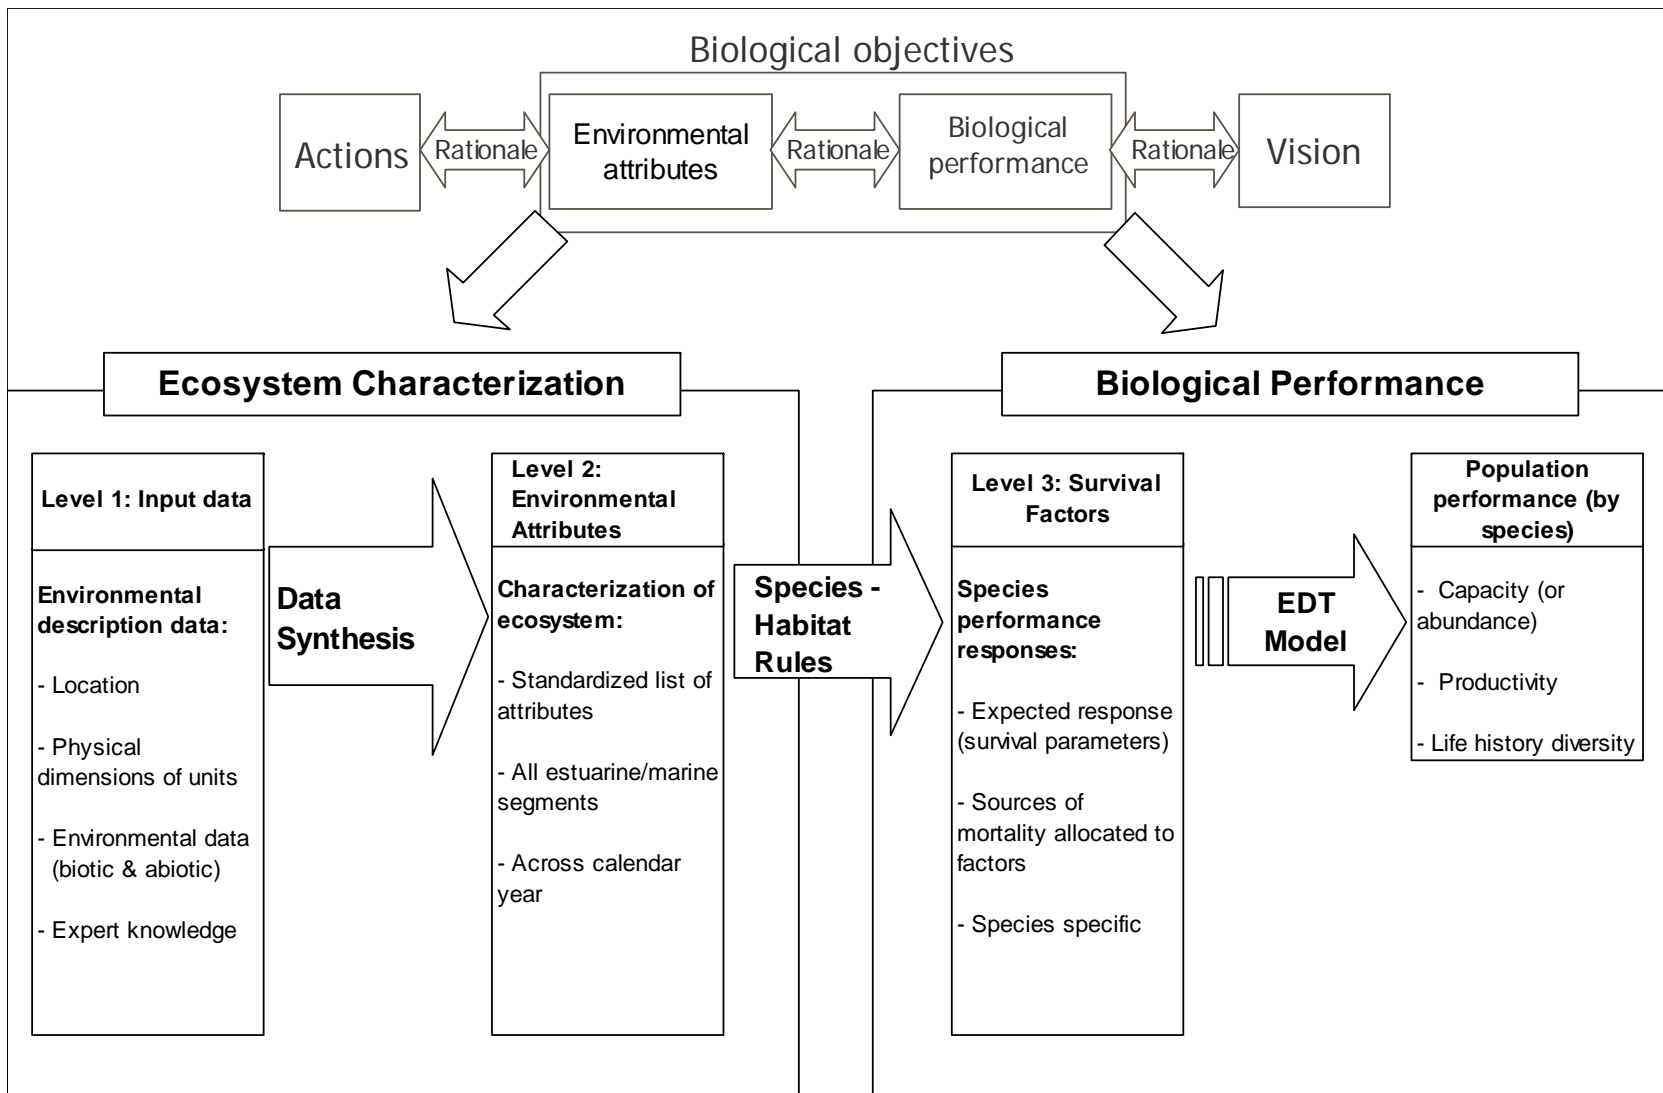 Biological objectives
Actions
Rationale
Environmental
attributes
Rationale
Biological
performance
Rationale
Vision
Ecosystem Characterization
Biological Performance
Level 1: Input data
Environmental
description data:
- Location
- Physical
dimensions of units
- Environmental data
(biotic & abiotic)
- Expert knowledge
Data
Synthesis
Level 2:
Environmental
Attributes
Characterization of
ecosystem:
- Standardized list of
attributes
- All estuarine/marine
segments
- Across calendar
year
Species -
Habitat
Rules
Level 3: Survival
Factors
Species
performance
responses:
- Expected response
(survival parameters)
- Sources of
mortality allocated to
factors
- Species specific
EDT
Model
Population
performance (by
species)
- Capacity (or
abundance)
- Productivity
- Life history diversity